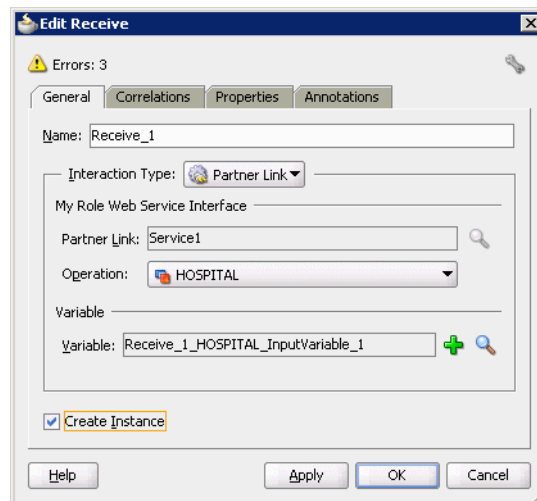 Edit Receive
Errors: 3
General Correlations Properties Annotations
Name: Receive_1
Interaction Type: Partner Link
My Role Web Service Interface
Partner Link: Service1
Operation: HOSPITAL
Variable
Variable: Receive_1_HOSPITAL_InputVariable_1
Create Instance
Help Apply OK Cancel